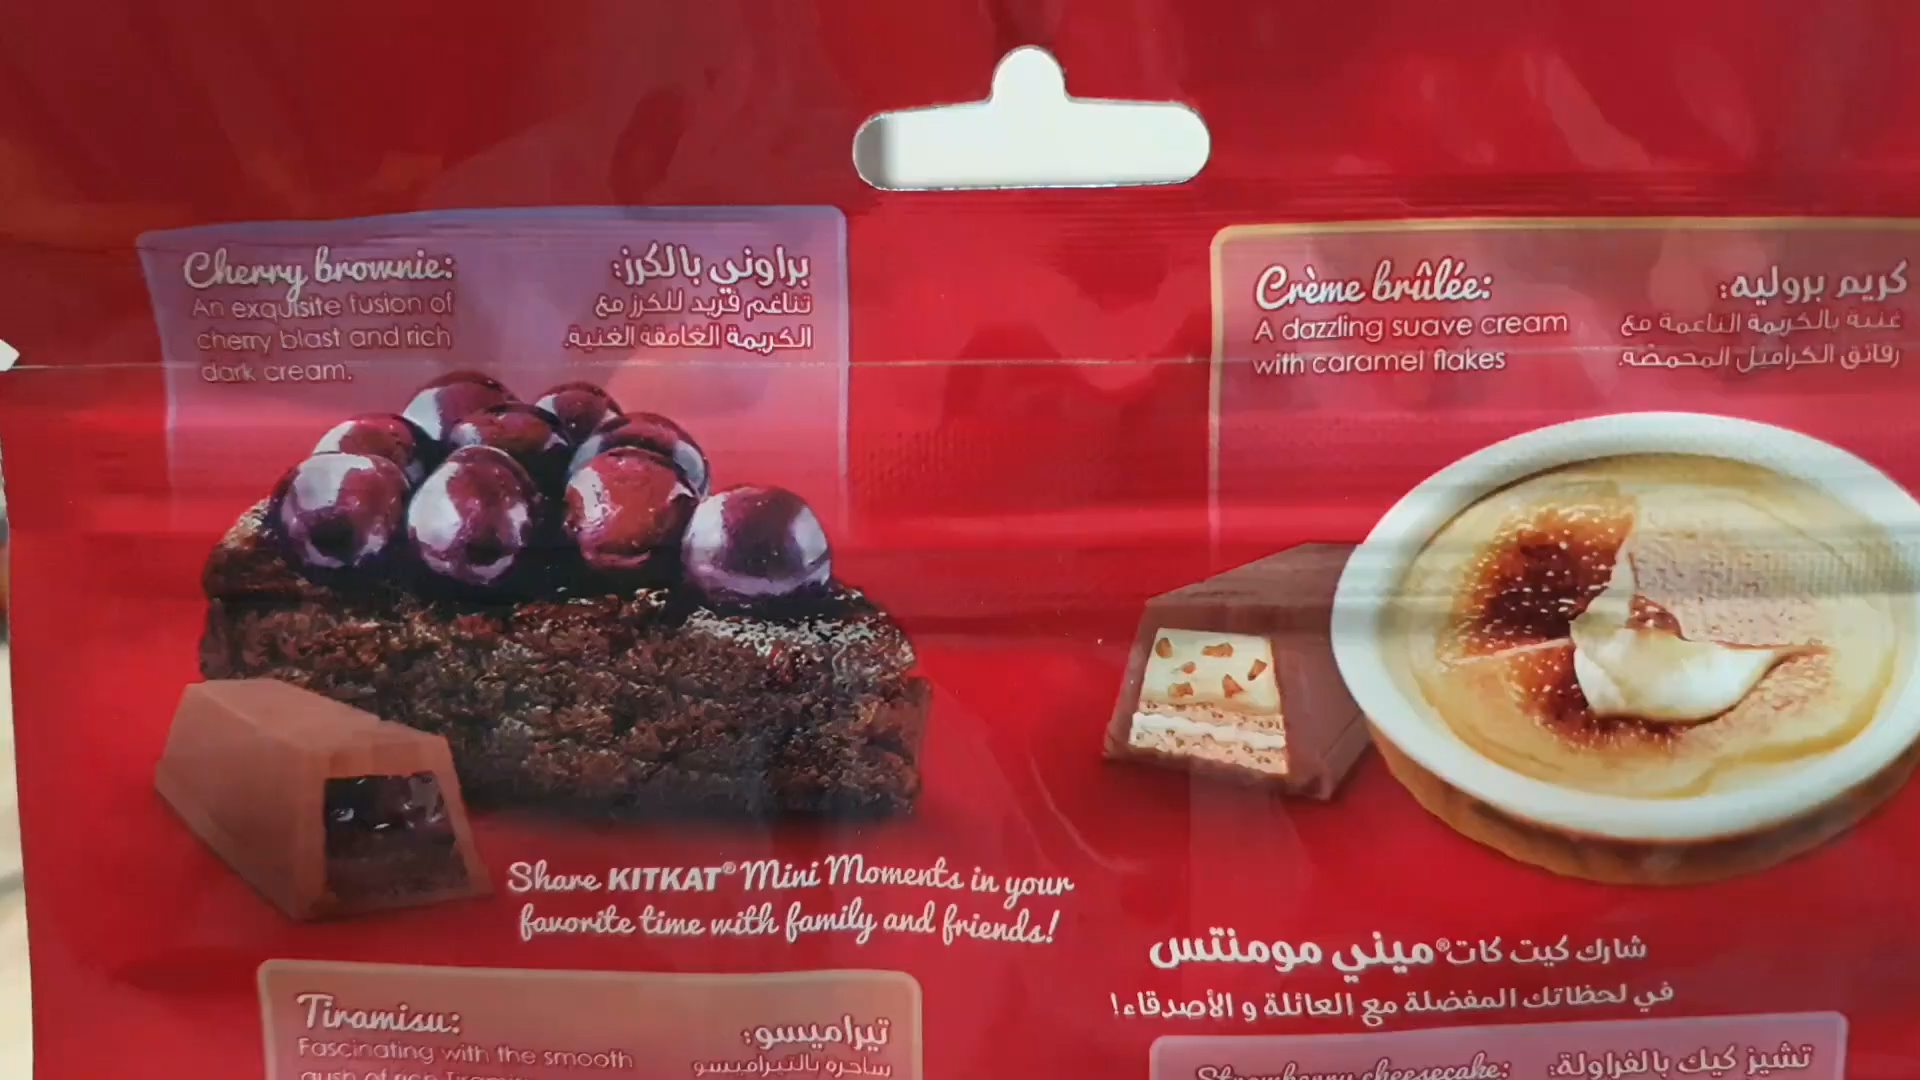 Cherry brownie:
An exquisite fusion of
cherry blast and rich
dark cream.
براوني بالكرز:
تناغم فريد للكرز مع
الكريمة الغامقة الغنية.
Crème brûlée:
A dazzling suave cream
with caramel flakes
كريم بروليه:
غنية بالكريمة الناعمة مع
رقائق الكراميل المحمصة.
Share KITKAT® Mini Moments in your
favorite time with family and friends!
شارك كيت كات® ميني مومنتس
في لحظاتك المفضلة مع العائلة و الأصدقاء!
Tiramisu:
Fascinating with the smooth
تيراميسو:
ساحرة بالتيراميسو
Strawberry cheesecake:
تشيز كيك بالفراولة: